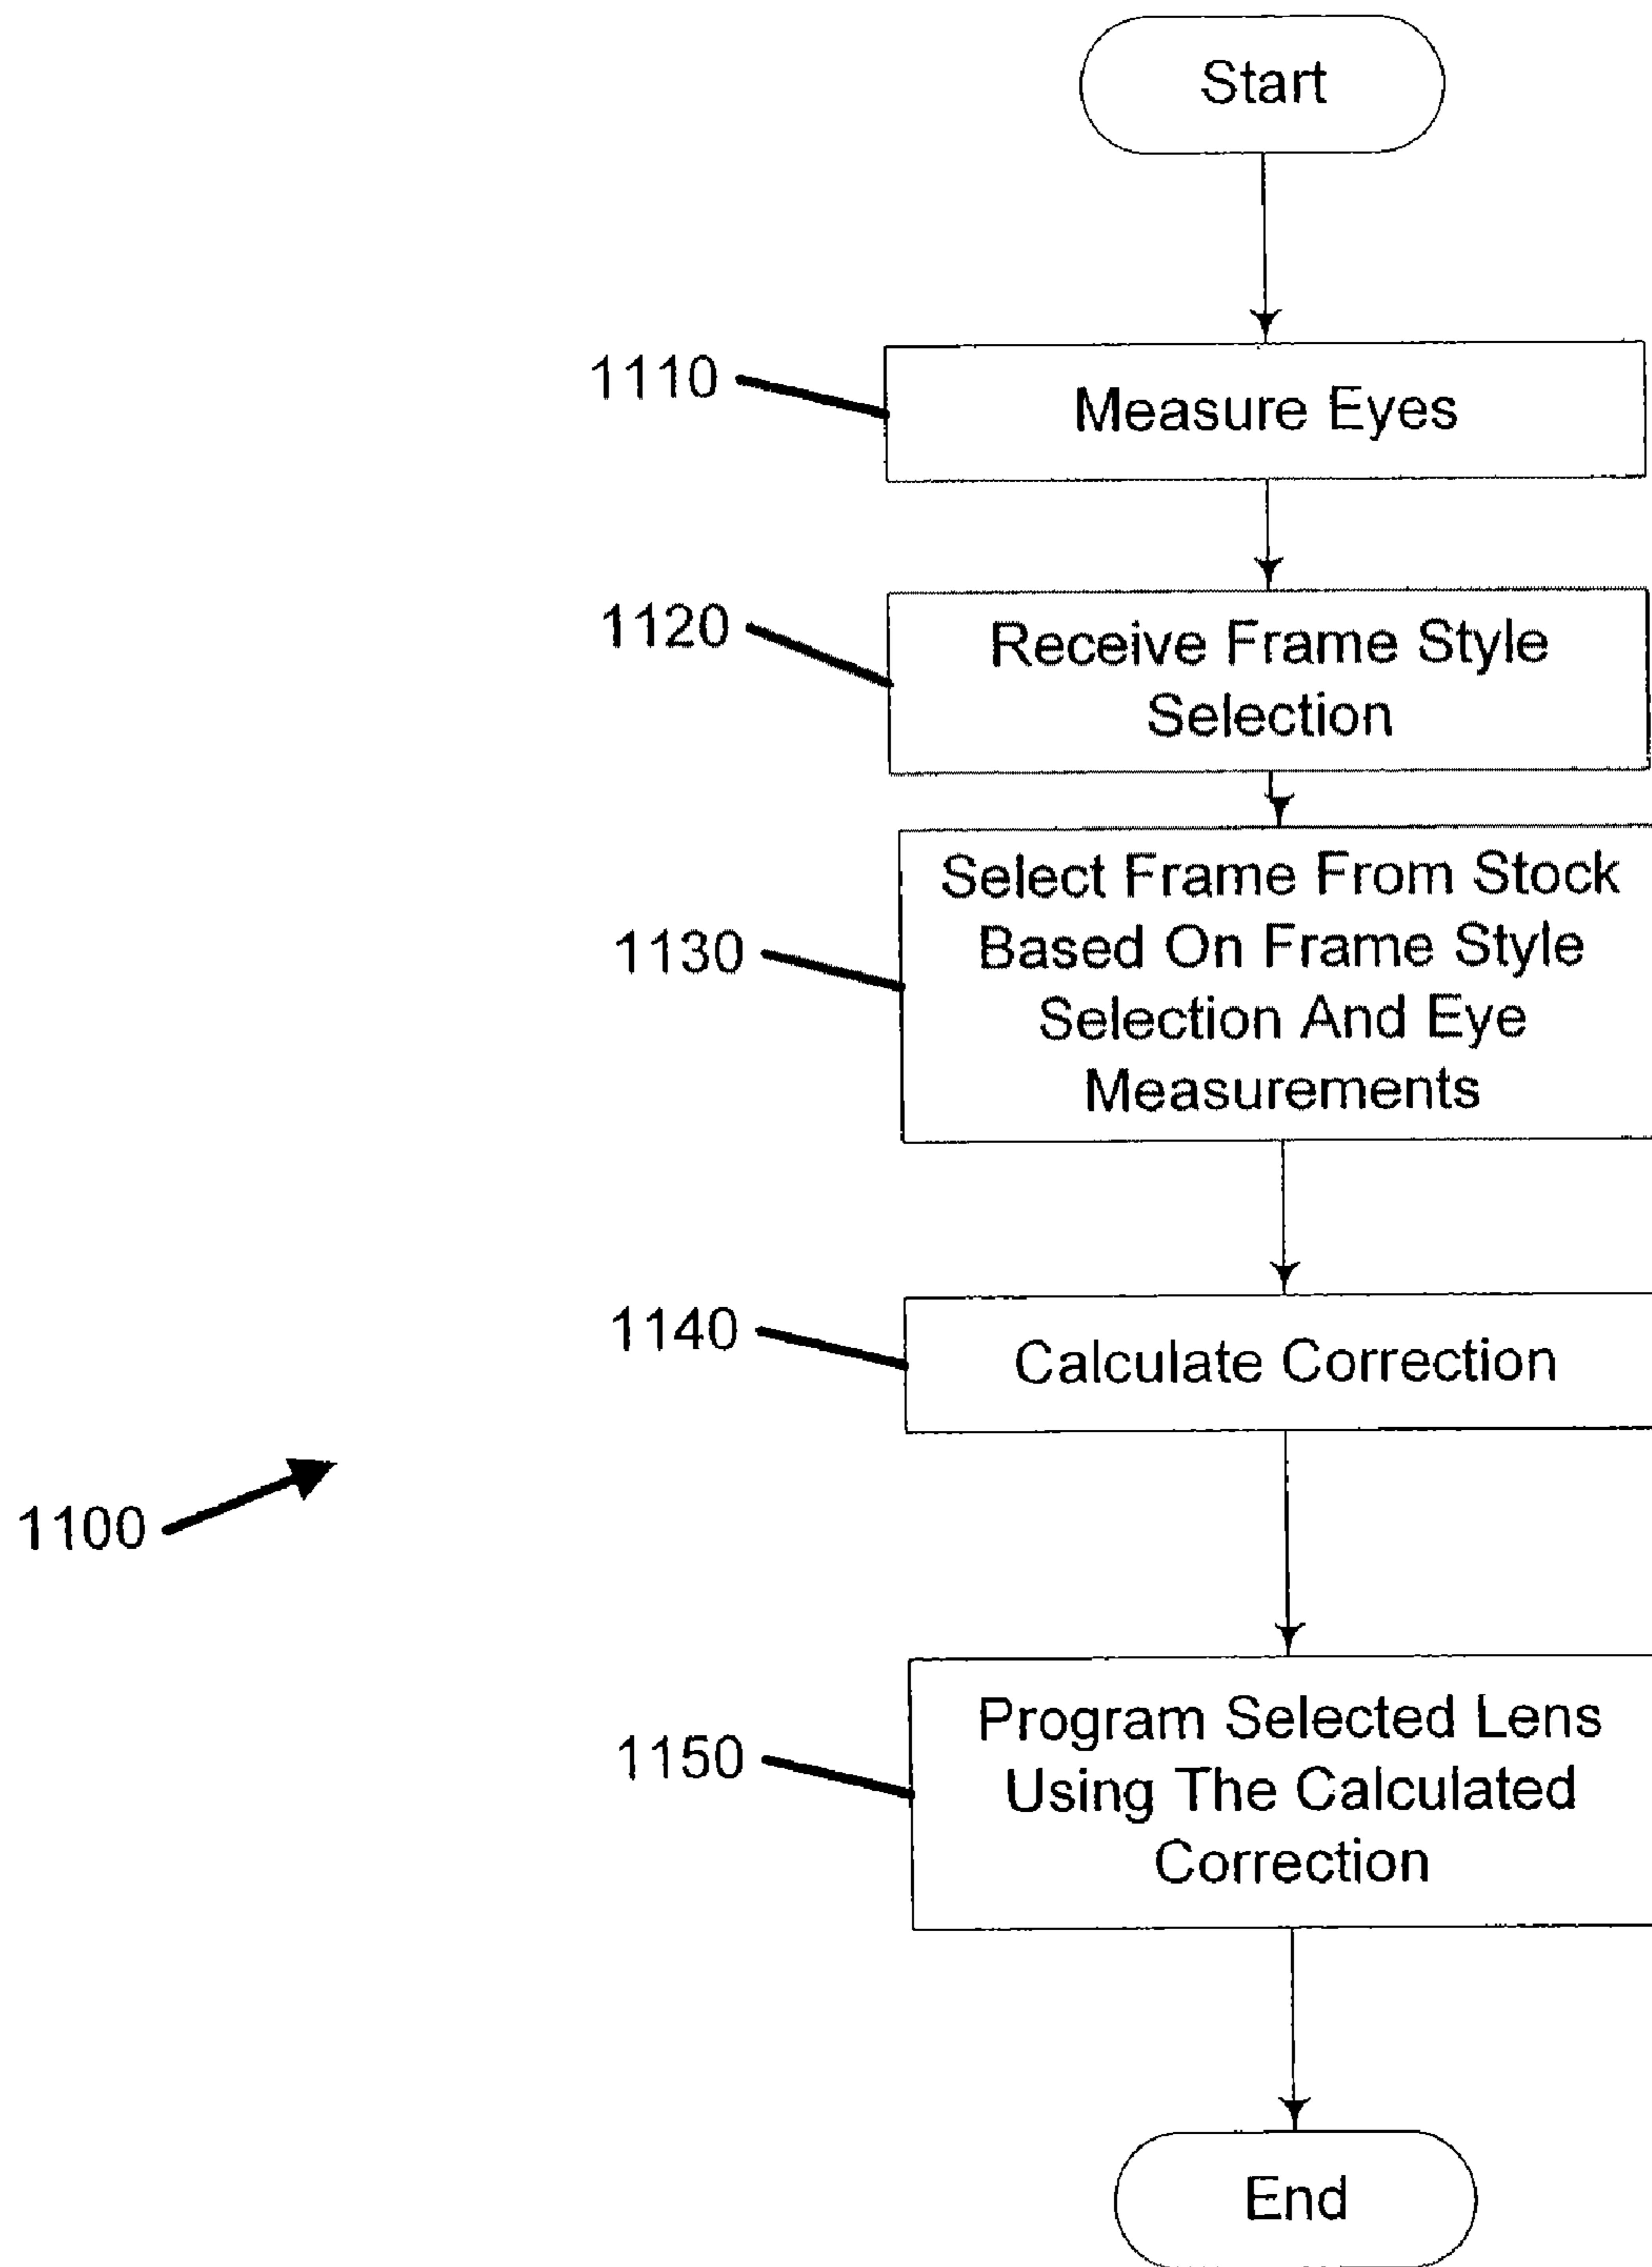 Start
1110
Measure Eyes
1120
Receive Frame Style
Selection
1130
Select Frame From Stock
Based On Frame Style
Selection And Eye
Measurements
1140
Calculate Correction
1100
1150
Program Selected Lens
Using The Calculated
Correction
End